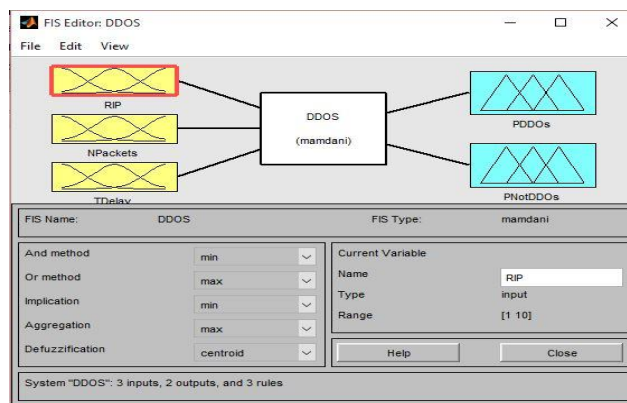 FIS Editor: DDOS
File Edit View
RIP
NPackets
TDelay
DDOS
(mamdani)
PDDOs
PNotDDOs
FIS Name: DDOS FIS Type: mamdani
And method min
Or method max
Implication min
Aggregation max
Defuzzification centroid
Current Variable
Name RIP
Type input
Range [1 10]
Help Close
System "DDOS": 3 inputs, 2 outputs, and 3 rules